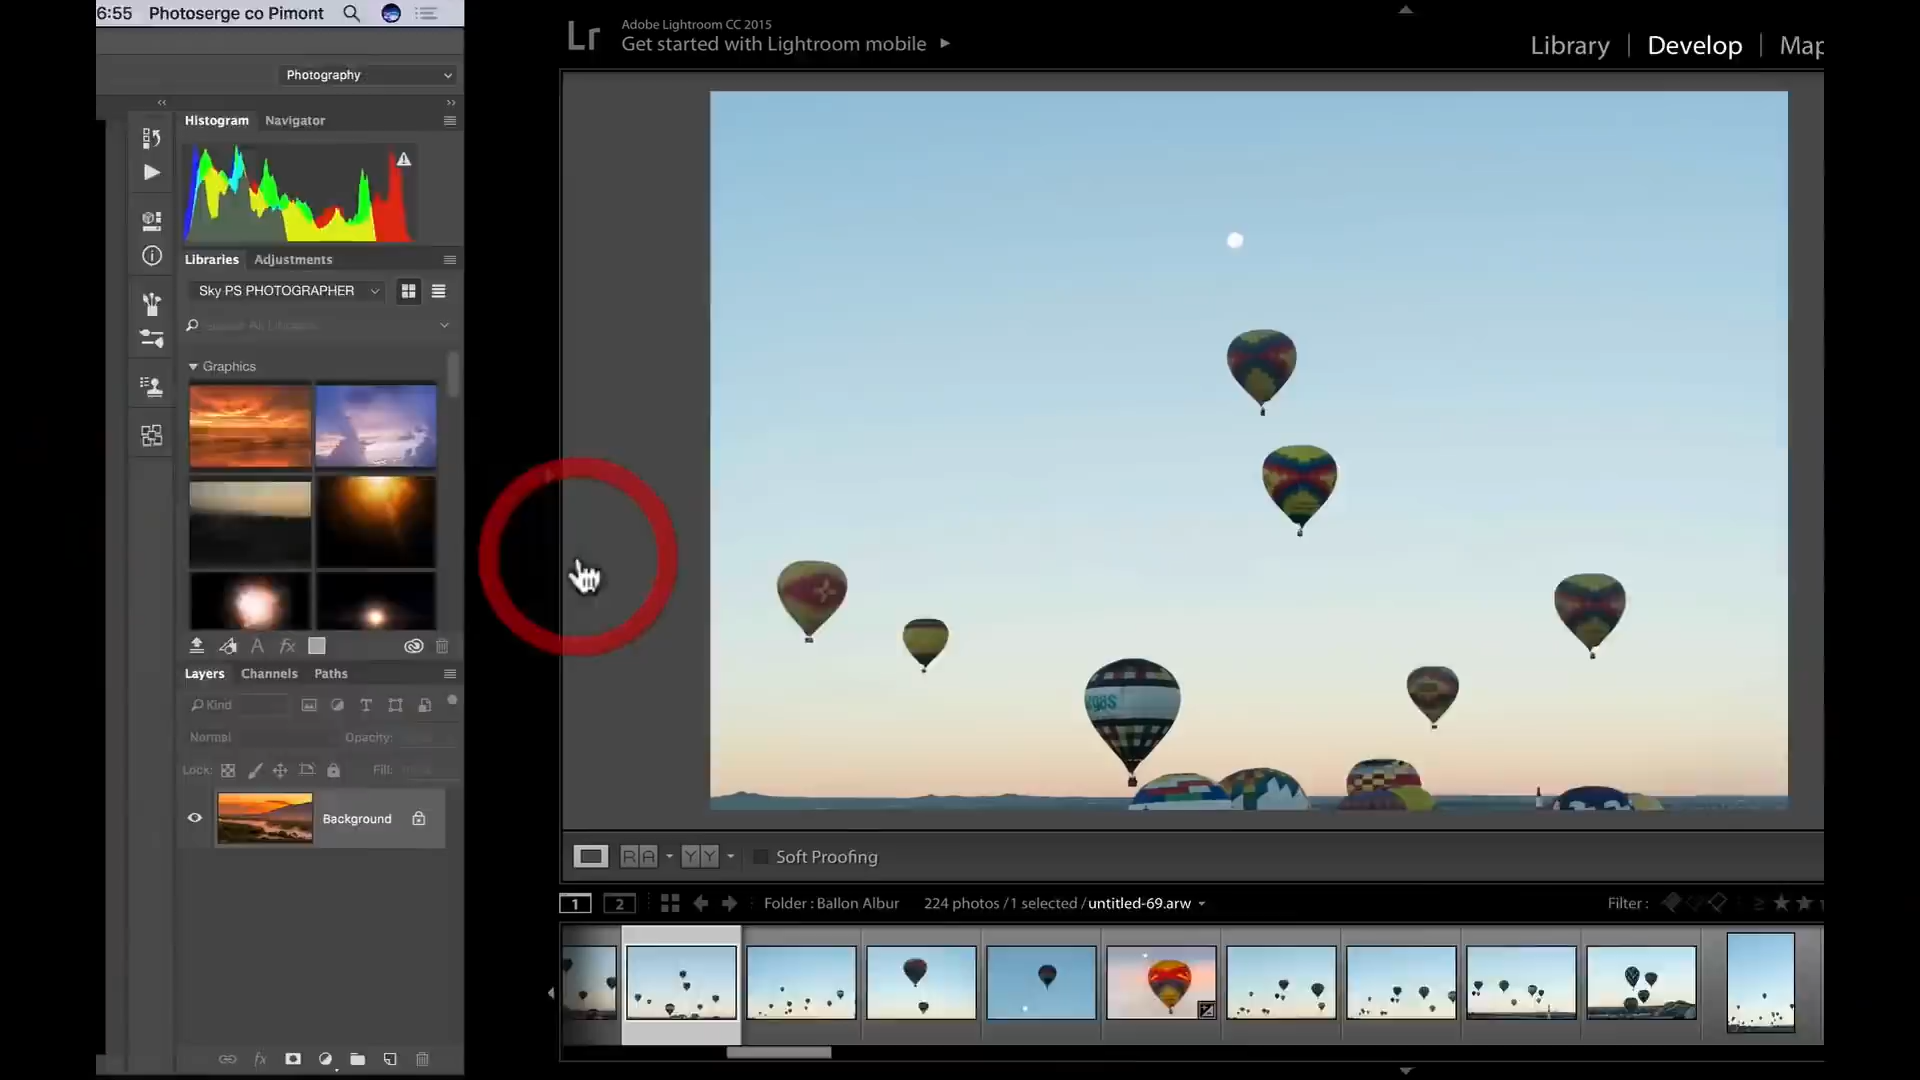 6:55 Photoserge co Pimont
Photography
Histogram Navigator
Libraries Adjustments
Sky PS PHOTOGRAPHER
Graphics
Layers Channels Paths
Kind
Normal Opacity:
Lock: Fill:
Background
Lr
Adobe Lightroom CC 2015
Get started with Lightroom mobile
Library | Develop | Map
Soft Proofing
1 2 Folder : Ballon Albur 224 photos / 1 selected / untitled-69.arw
Filter :